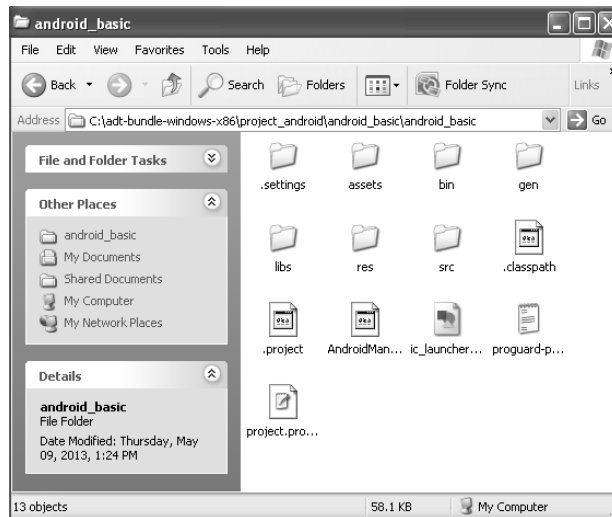 android_basic
File Edit View Favorites Tools Help
Back Search Folders Folder Sync Links
Address C:\adt-bundle-windows-x86\project_android\android_basic\android_basic Go
File and Folder Tasks
Other Places
android_basic
My Documents
Shared Documents
My Computer
My Network Places
Details
android_basic
File Folder
Date Modified: Thursday, May
09, 2013, 1:24 PM
.settings assets bin gen
libs res src .classpath
.project AndroidMan... ic_launcher... proguard-p...
project.pro...
13 objects 58.1 KB My Computer